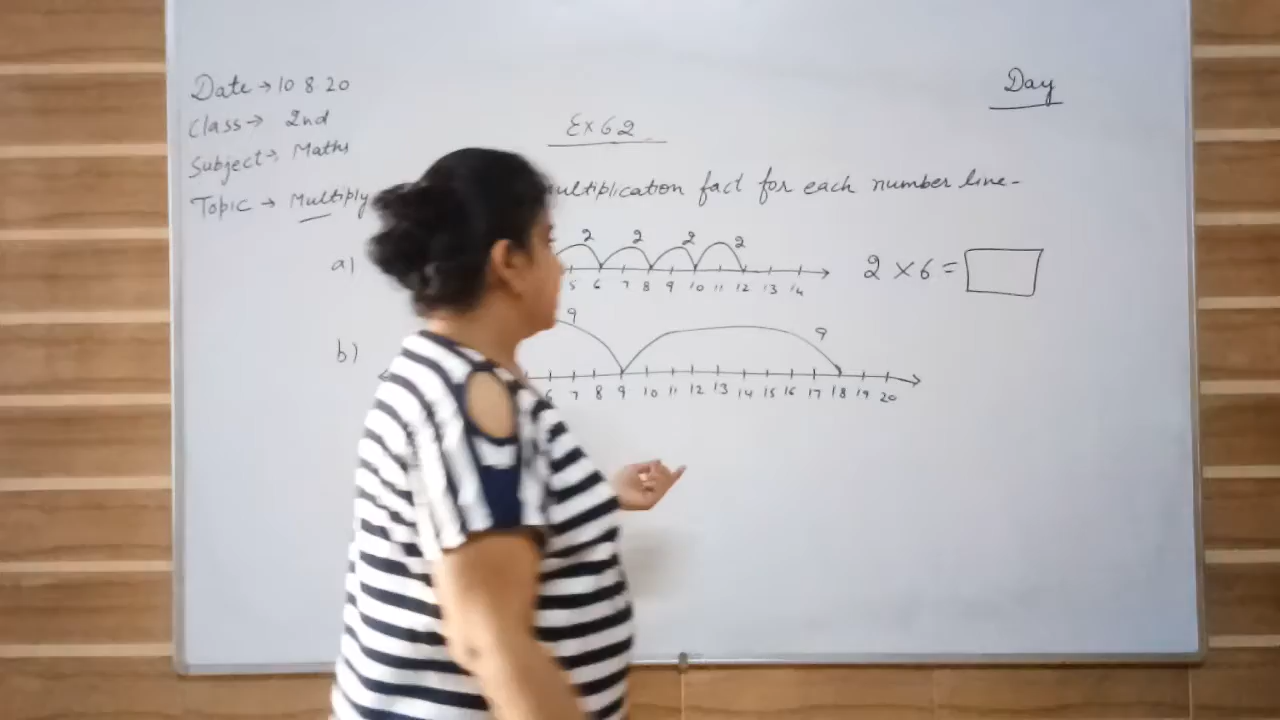 Date → 10 8 20
Day
Class → 2nd
Ex 6 2
Subject → Maths
Topic → Multiply
multiplication fact for each number line-
a)
2 2 2 2
5 6 7 8 9 10 11 12 13 14
2 × 6 =
b)
9 9
6 7 8 9 10 11 12 13 14 15 16 17 18 19 20